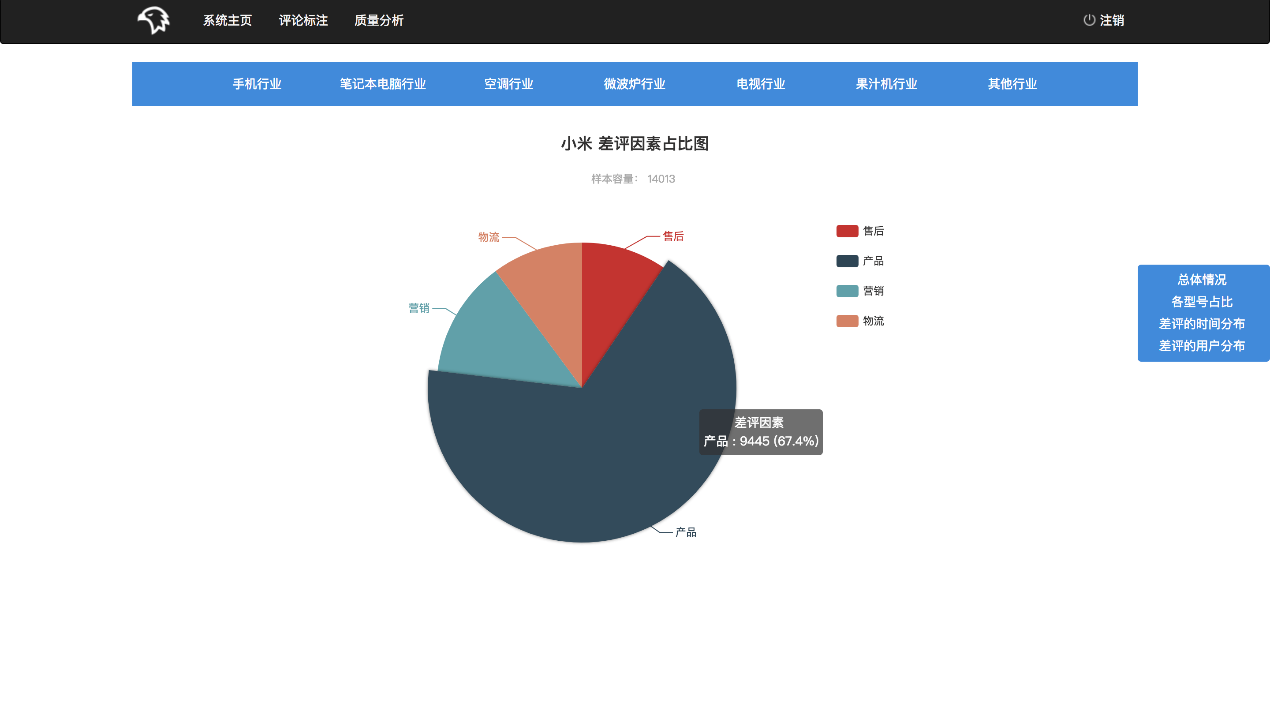 系统主页 评论标注 质量分析 注销
手机行业 笔记本电脑行业 空调行业 微波炉行业 电视行业 果汁机行业 其他行业
小米 差评因素占比图
样本容量： 14013
售后
产品
营销
物流
物流
售后
营销
产品
差评因素
产品 : 9445 (67.4%)
总体情况
各型号占比
差评的时间分布
差评的用户分布